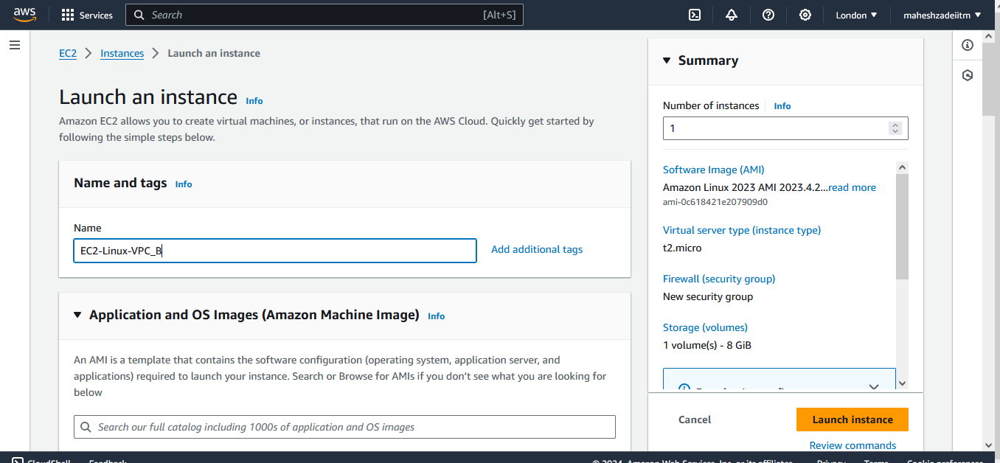 aws
Services
Search
[Alt+S]
London
maheshzadeiitm
EC2 > Instances > Launch an instance
Launch an instance Info
Amazon EC2 allows you to create virtual machines, or instances, that run on the AWS Cloud. Quickly get started by
following the simple steps below.
Name and tags Info
Name
EC2-Linux-VPC_B
Add additional tags
Application and OS Images (Amazon Machine Image) Info
An AMI is a template that contains the software configuration (operating system, application server, and
applications) required to launch your instance. Search or Browse for AMIs if you don't see what you are looking for
below
Search our full catalog including 1000s of application and OS images
Summary
Number of instances Info
1
Software Image (AMI)
Amazon Linux 2023 AMI 2023.4.2...read more
ami-0c618421e207909d0
Virtual server type (instance type)
t2.micro
Firewall (security group)
New security group
Storage (volumes)
1 volume(s) - 8 GiB
Cancel
Launch instance
Review commands
CloudShell Feedback
© 2024, Amazon Web Services, Inc. or its affiliates. Privacy Terms Cookie preferences